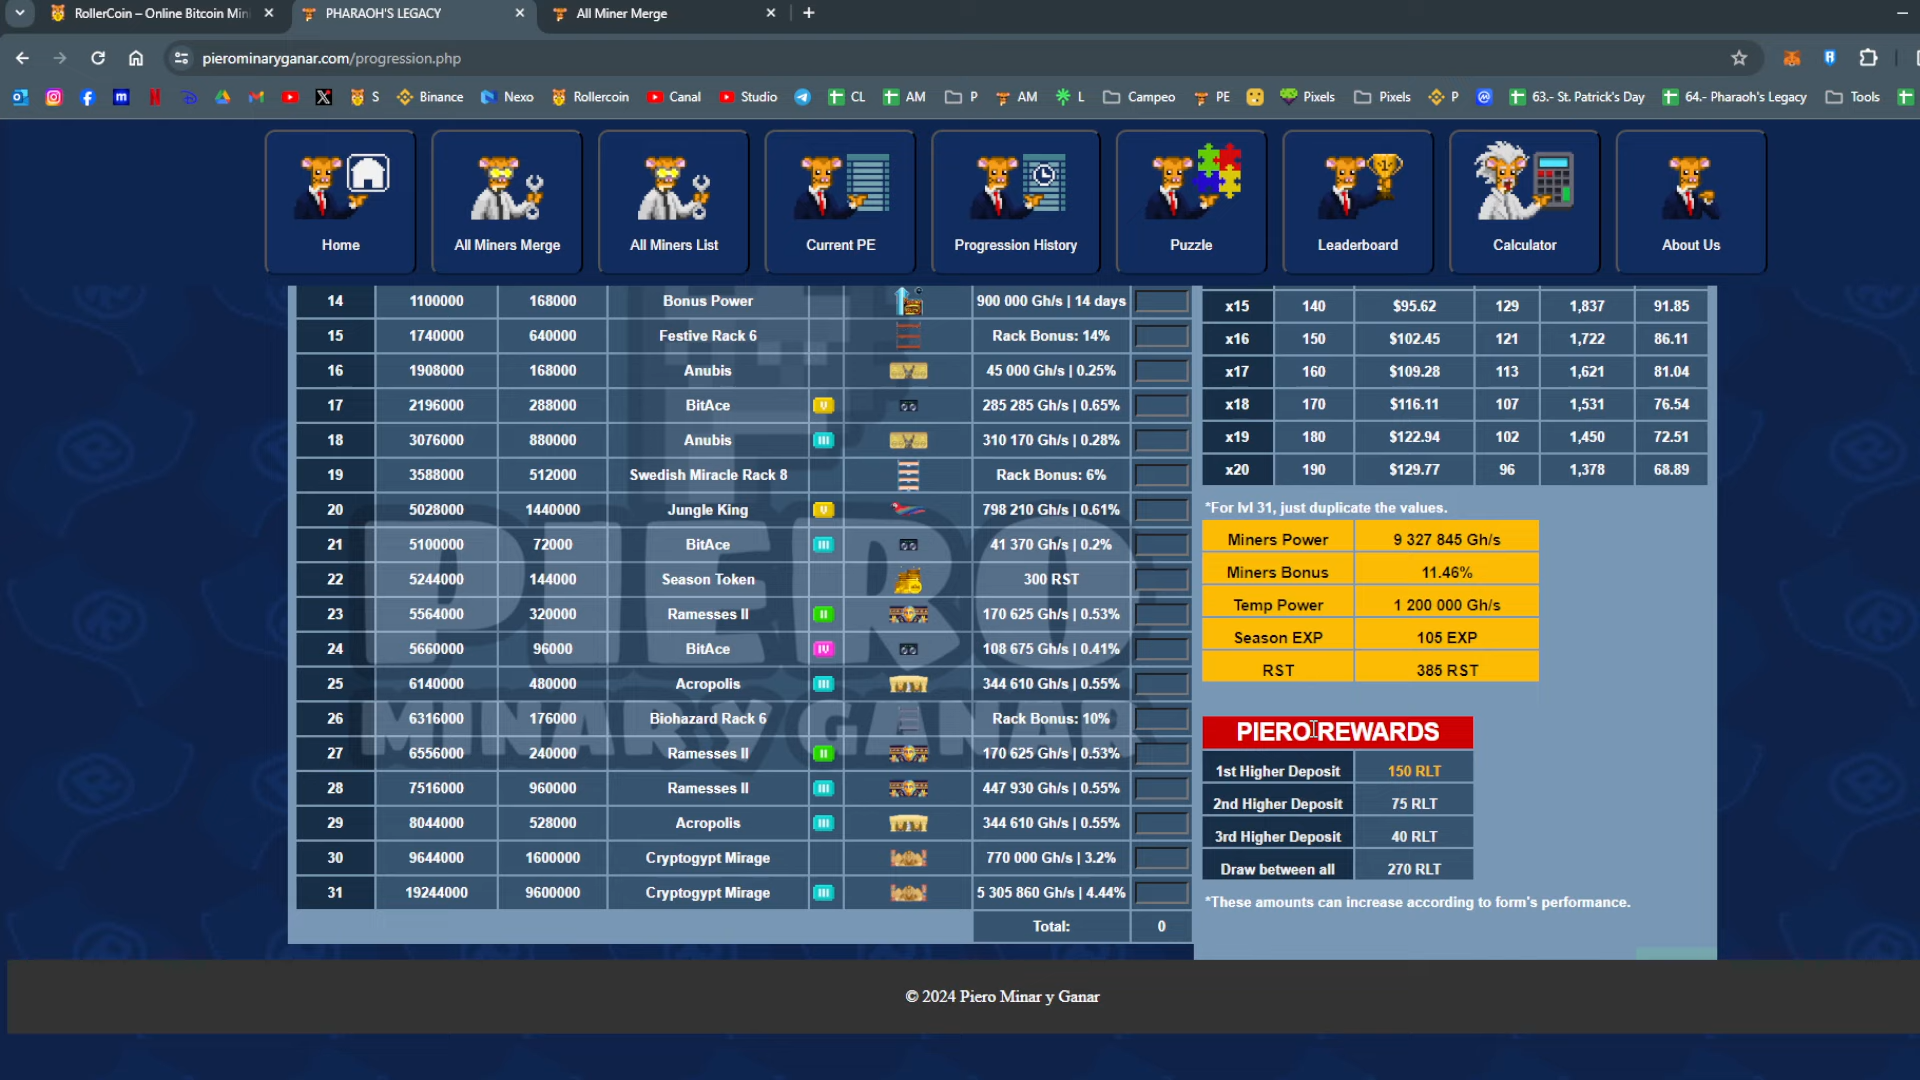 RollerCoin – Online Bitcoin Min
PHARAOH'S LEGACY
All Miner Merge
pierominaryganar.com/progression.php
S
Binance
Nexo
Rollercoin
Canal
Studio
CL
AM
P
AM
L
Campeo
PE
Pixels
Pixels
P
63.- St. Patrick's Day
64.- Pharaoh's Legacy
Tools
Home
All Miners Merge
All Miners List
Current PE
Progression History
Puzzle
Leaderboard
Calculator
About Us
14 1100000 168000 Bonus Power 900 000 Gh/s | 14 days
15 1740000 640000 Festive Rack 6 Rack Bonus: 14%
16 1908000 168000 Anubis 45 000 Gh/s | 0.25%
17 2196000 288000 BitAce V 285 285 Gh/s | 0.65%
18 3076000 880000 Anubis III 310 170 Gh/s | 0.28%
19 3588000 512000 Swedish Miracle Rack 8 Rack Bonus: 6%
20 5028000 1440000 Jungle King V 798 210 Gh/s | 0.61%
21 5100000 72000 BitAce III 41 370 Gh/s | 0.2%
22 5244000 144000 Season Token 300 RST
23 5564000 320000 Ramesses II II 170 625 Gh/s | 0.53%
24 5660000 96000 BitAce IV 108 675 Gh/s | 0.41%
25 6140000 480000 Acropolis III 344 610 Gh/s | 0.55%
26 6316000 176000 Biohazard Rack 6 Rack Bonus: 10%
27 6556000 240000 Ramesses II II 170 625 Gh/s | 0.53%
28 7516000 960000 Ramesses II III 447 930 Gh/s | 0.55%
29 8044000 528000 Acropolis III 344 610 Gh/s | 0.55%
30 9644000 1600000 Cryptogypt Mirage 770 000 Gh/s | 3.2%
31 19244000 9600000 Cryptogypt Mirage III 5 305 860 Gh/s | 4.44%
Total: 0
PIERO
MINAR Y GANAR
x15 140 $95.62 129 1,837 91.85
x16 150 $102.45 121 1,722 86.11
x17 160 $109.28 113 1,621 81.04
x18 170 $116.11 107 1,531 76.54
x19 180 $122.94 102 1,450 72.51
x20 190 $129.77 96 1,378 68.89
*For lvl 31, just duplicate the values.
Miners Power 9 327 845 Gh/s
Miners Bonus 11.46%
Temp Power 1 200 000 Gh/s
Season EXP 105 EXP
RST 385 RST
PIERO REWARDS
1st Higher Deposit 150 RLT
2nd Higher Deposit 75 RLT
3rd Higher Deposit 40 RLT
Draw between all 270 RLT
*These amounts can increase according to form's performance.
© 2024 Piero Minar y Ganar